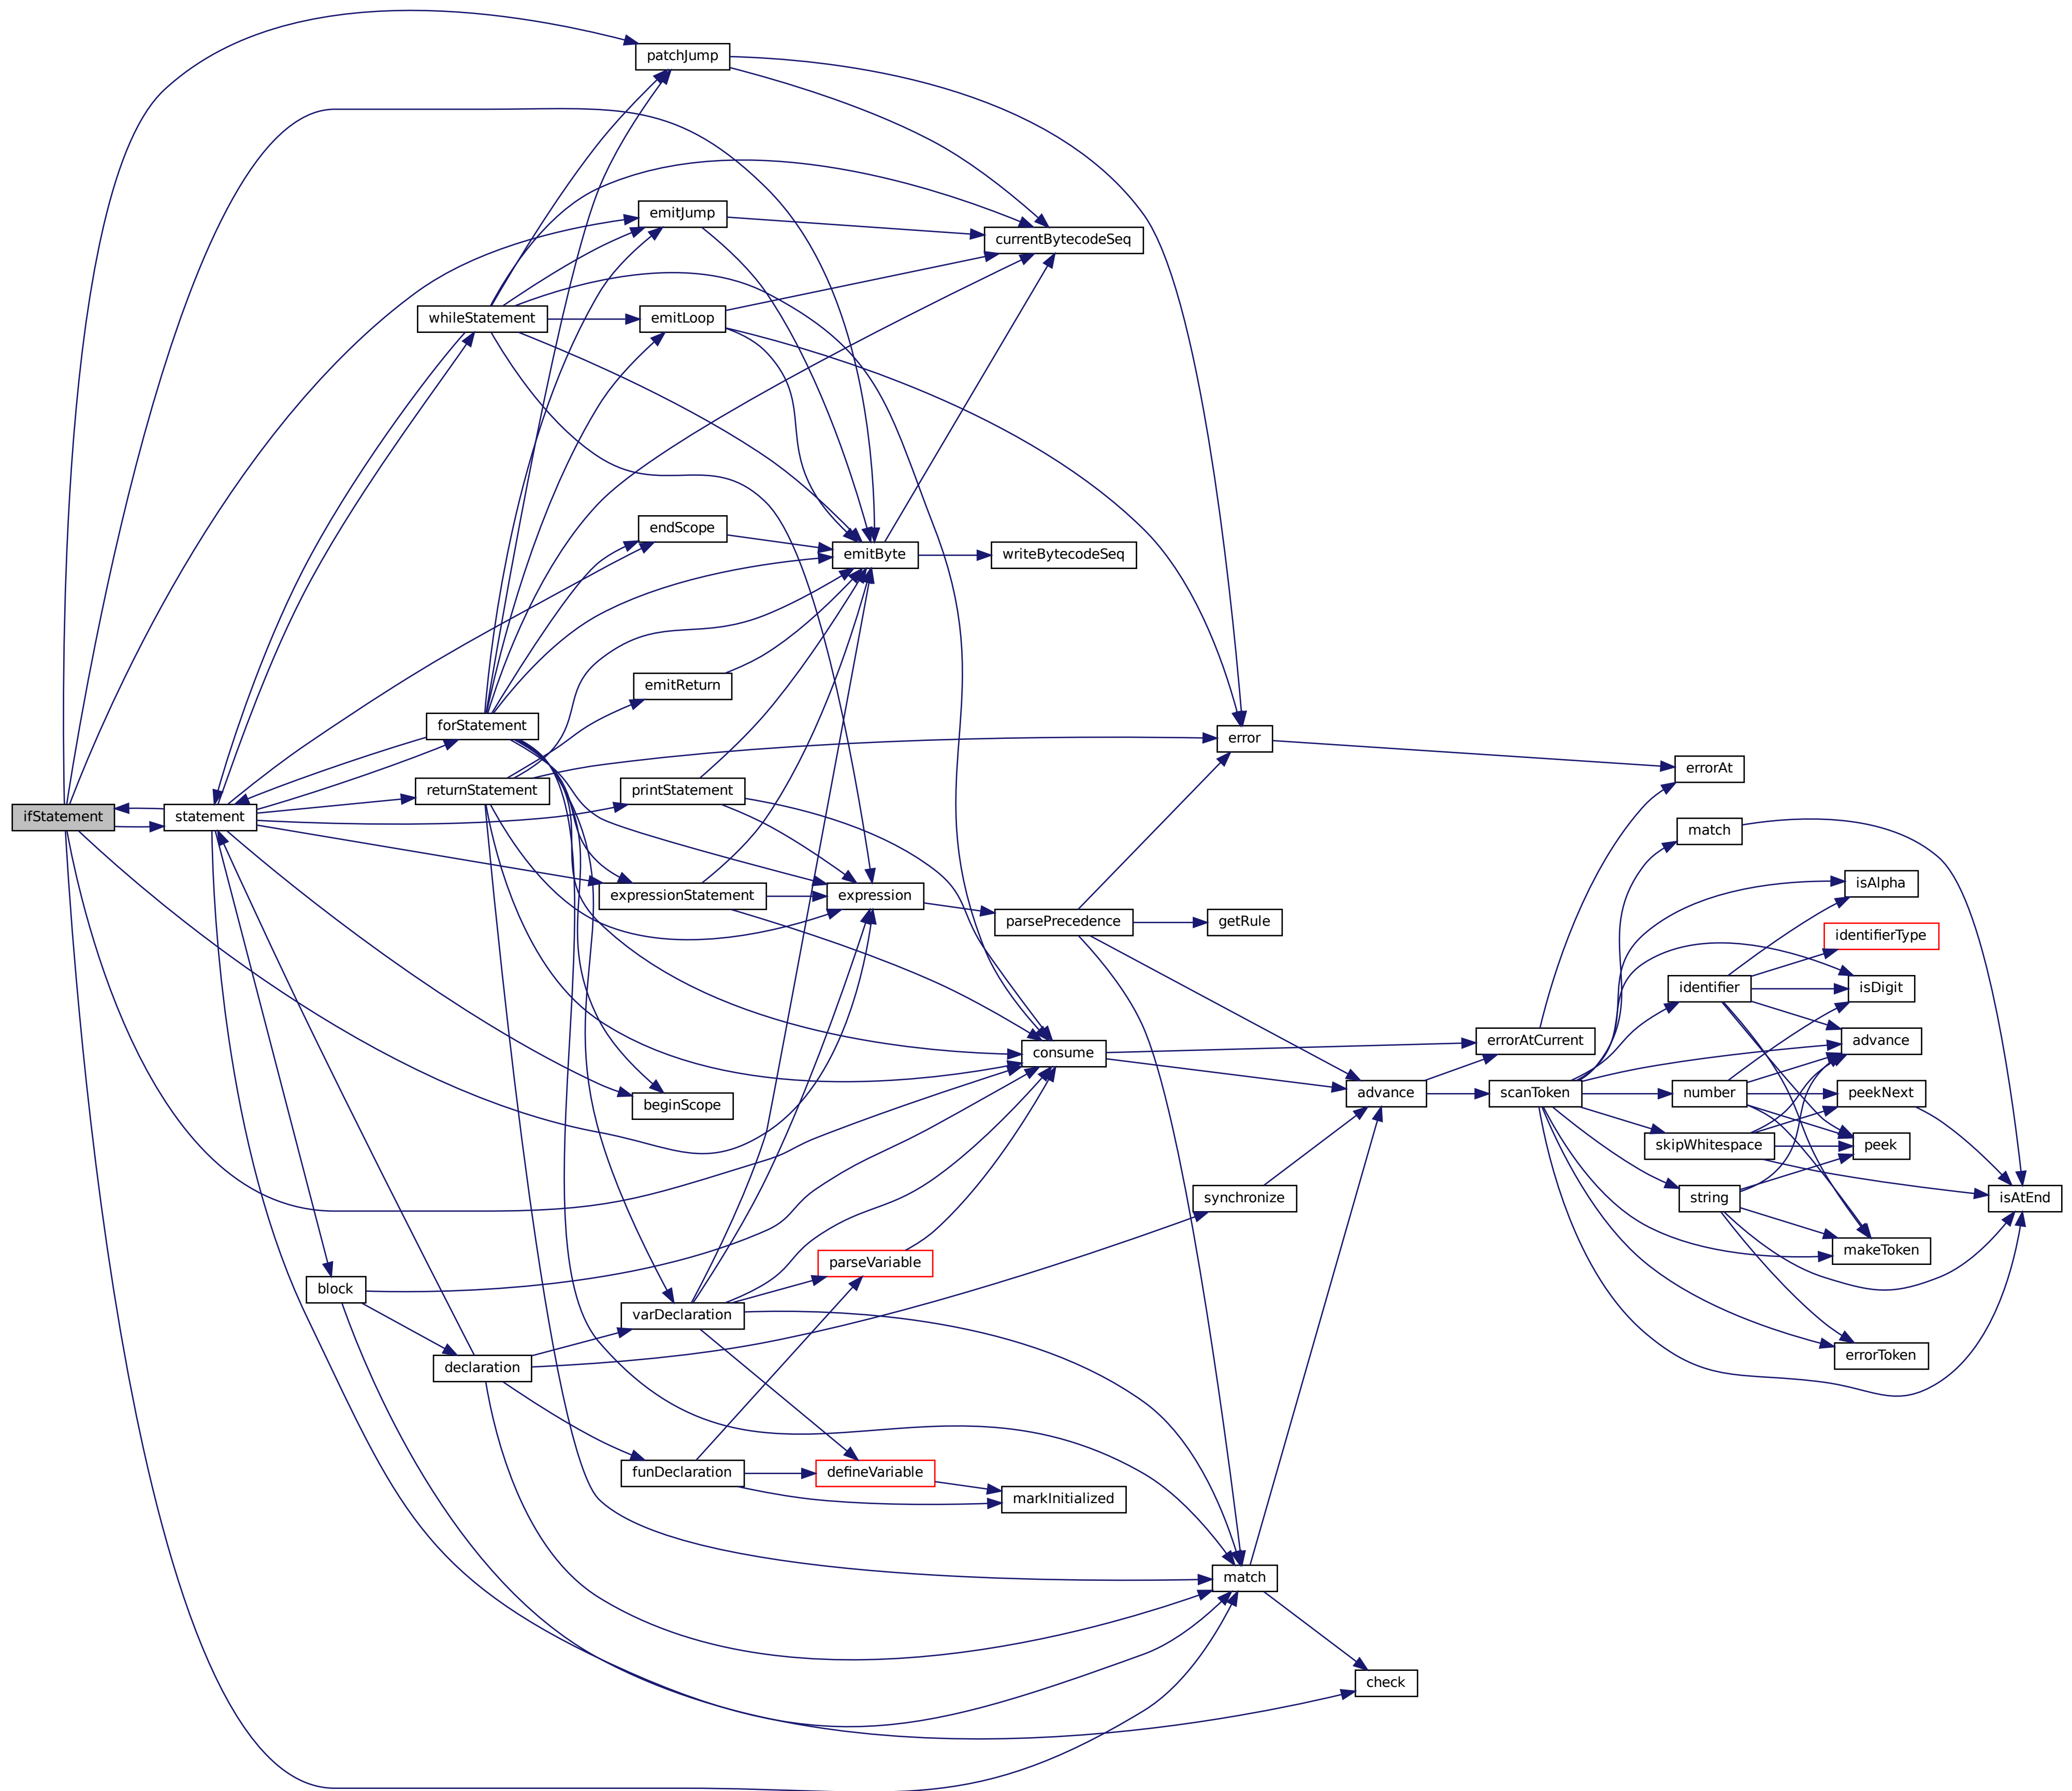 patchJump
emitJump
currentBytecodeSeq
whileStatement
emitLoop
endScope
emitByte
writeBytecodeSeq
emitReturn
forStatement
error
errorAt
returnStatement
printStatement
ifStatement
statement
match
expressionStatement
expression
isAlpha
parsePrecedence
getRule
identifierType
identifier
isDigit
errorAtCurrent
advance
consume
beginScope
advance
scanToken
number
peekNext
skipWhitespace
peek
synchronize
string
isAtEnd
makeToken
parseVariable
block
varDeclaration
errorToken
declaration
funDeclaration
defineVariable
markInitialized
match
check